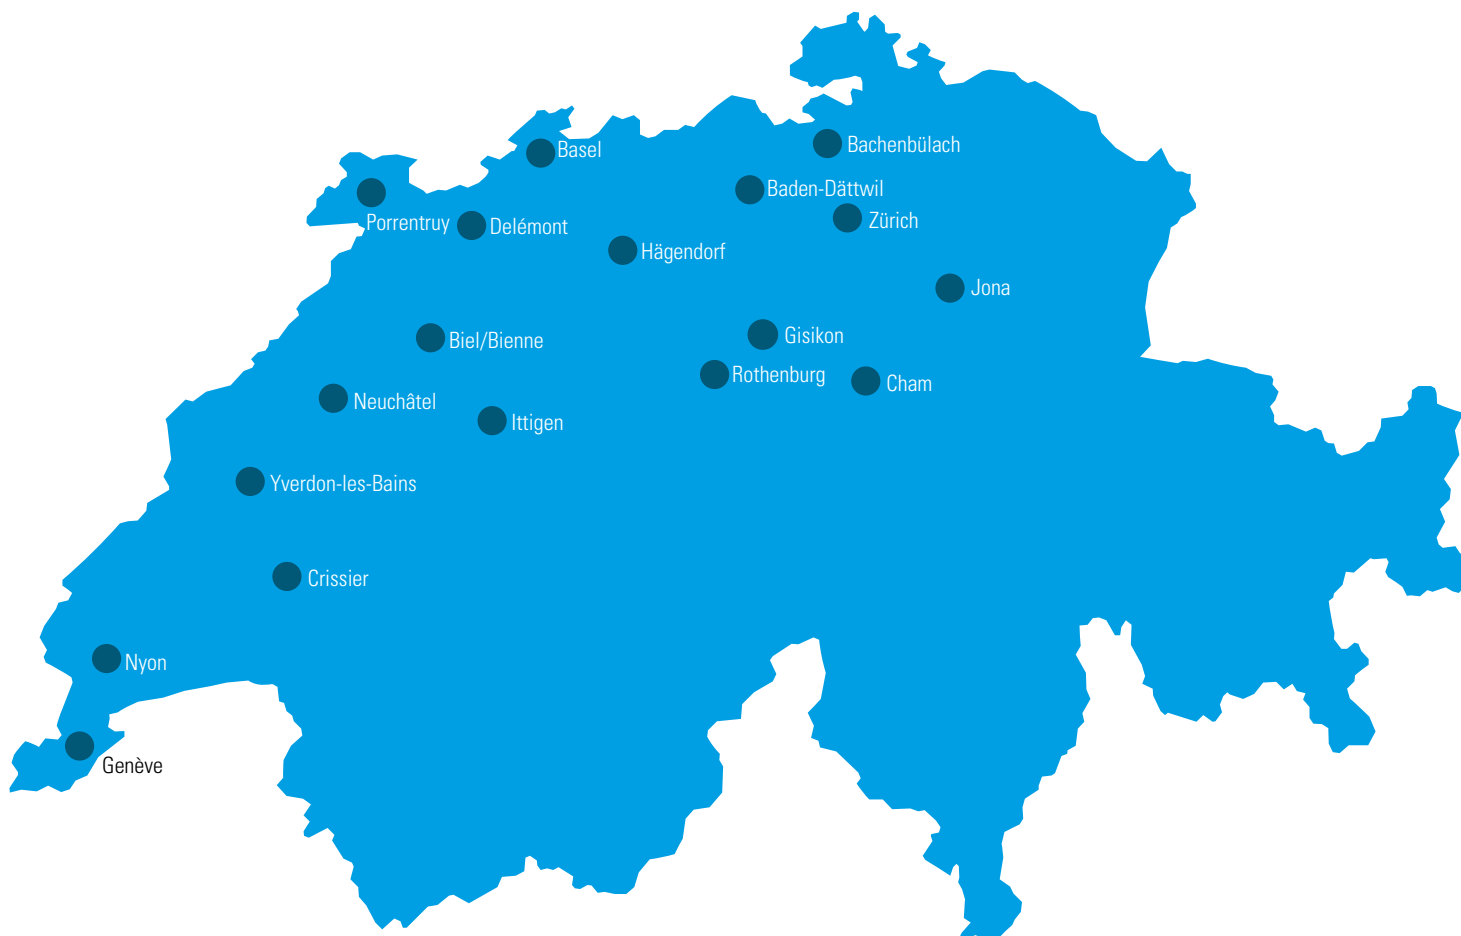 Bachenbülach
Basel
Baden-Dättwil
Zürich
Porrentruy
Delémont
Hägendorf
Jona
Gisikon
Biel/Bienne
Rothenburg
Cham
Neuchâtel
Ittigen
Yverdon-les-Bains
Crissier
Nyon
Genève